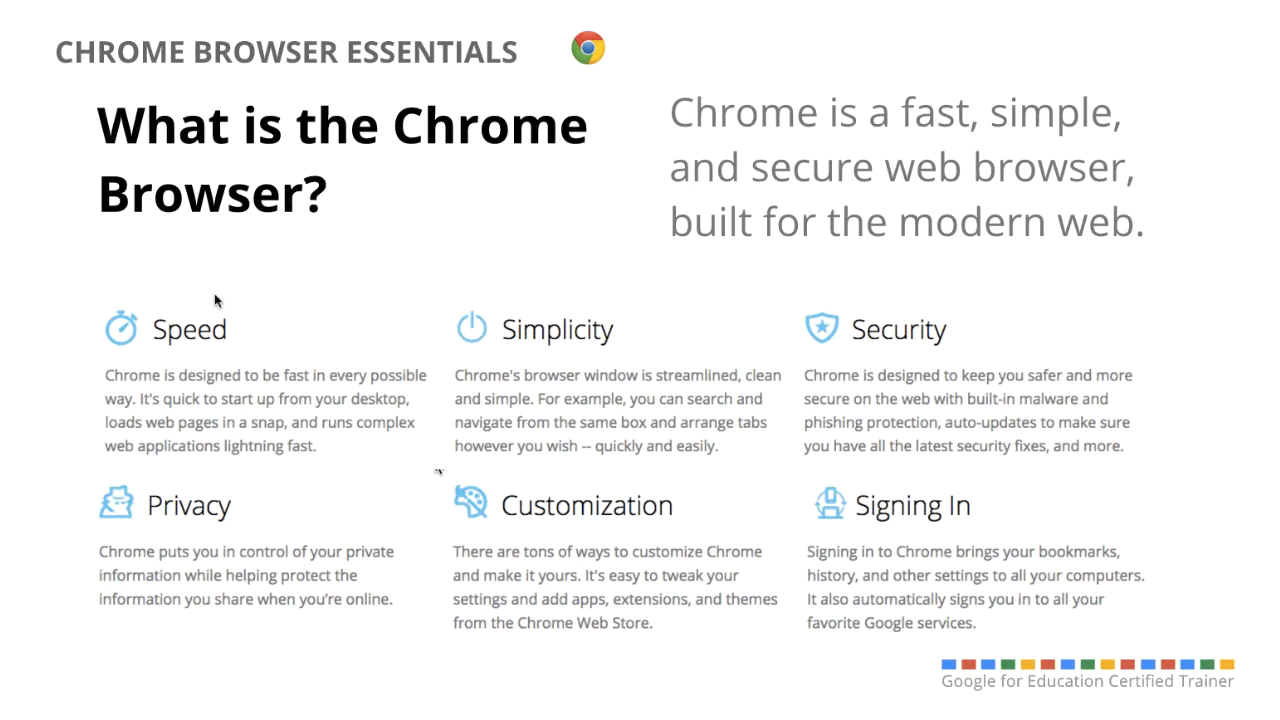 CHROME BROWSER ESSENTIALS
What is the Chrome
Browser?
Chrome is a fast, simple,
and secure web browser,
built for the modern web.
Speed
Chrome is designed to be fast in every possible
way. It's quick to start up from your desktop,
loads web pages in a snap, and runs complex
web applications lightning fast.
Simplicity
Chrome's browser window is streamlined, clean
and simple. For example, you can search and
navigate from the same box and arrange tabs
however you wish -- quickly and easily.
Security
Chrome is designed to keep you safer and more
secure on the web with built-in malware and
phishing protection, auto-updates to make sure
you have all the latest security fixes, and more.
Privacy
Chrome puts you in control of your private
information while helping protect the
information you share when you're online.
Customization
There are tons of ways to customize Chrome
and make it yours. It's easy to tweak your
settings and add apps, extensions, and themes
from the Chrome Web Store.
Signing In
Signing in to Chrome brings your bookmarks,
history, and other settings to all your computers.
It also automatically signs you in to all your
favorite Google services.
Google for Education Certified Trainer